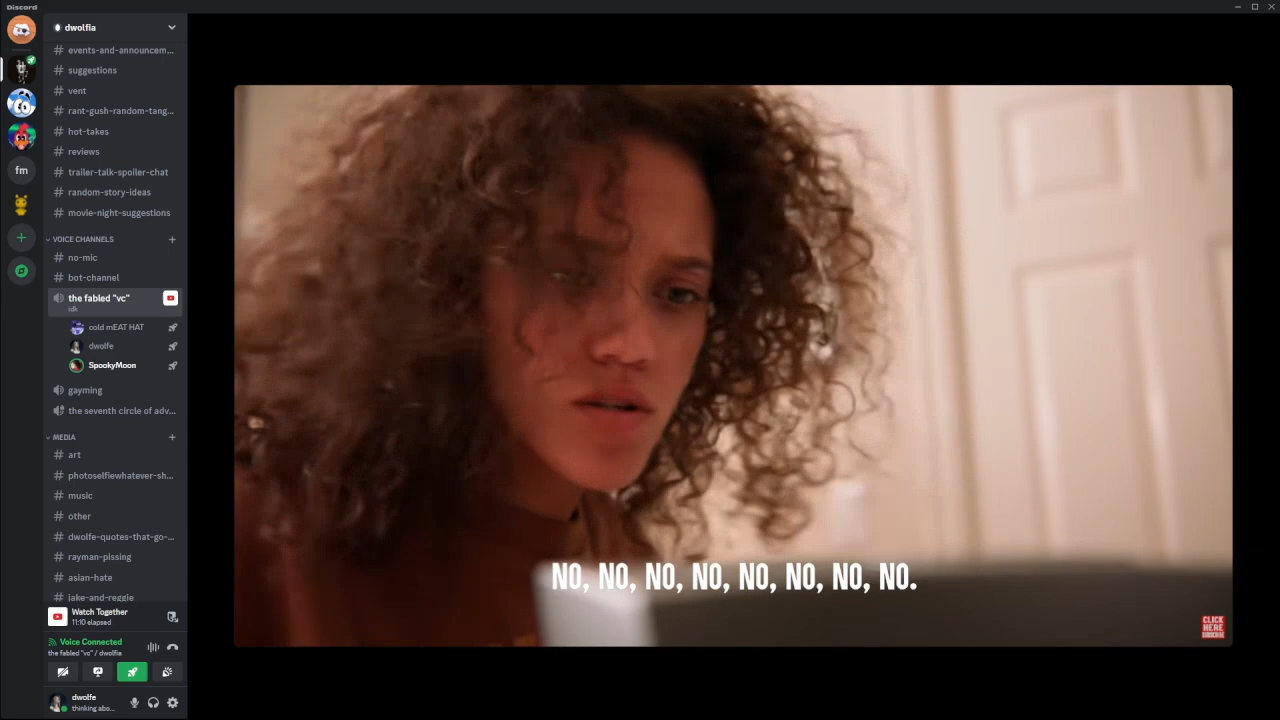 Discord
dwolfia
events-and-announcem...
suggestions
vent
rant-gush-random-tang...
hot-takes
reviews
trailer-talk-spoiler-chat
random-story-ideas
movie-night-suggestions
fm
VOICE CHANNELS
no-mic
bot-channel
the fabled "vc"
idk
cold mEAT HAT
dwolfe
SpookyMoon
gayming
the seventh circle of adv...
MEDIA
art
photoselfiewhatever-sh...
music
other
dwolfe-quotes-that-go-...
rayman-pissing
asian-hate
jake-and-reggie
Watch Together
11:10 elapsed
Voice Connected
the fabled "vc" / dwolfia
dwolfe
thinking abo...
NO, NO, NO, NO, NO, NO, NO, NO.
CLICK
HERE
SUBSCRIBE